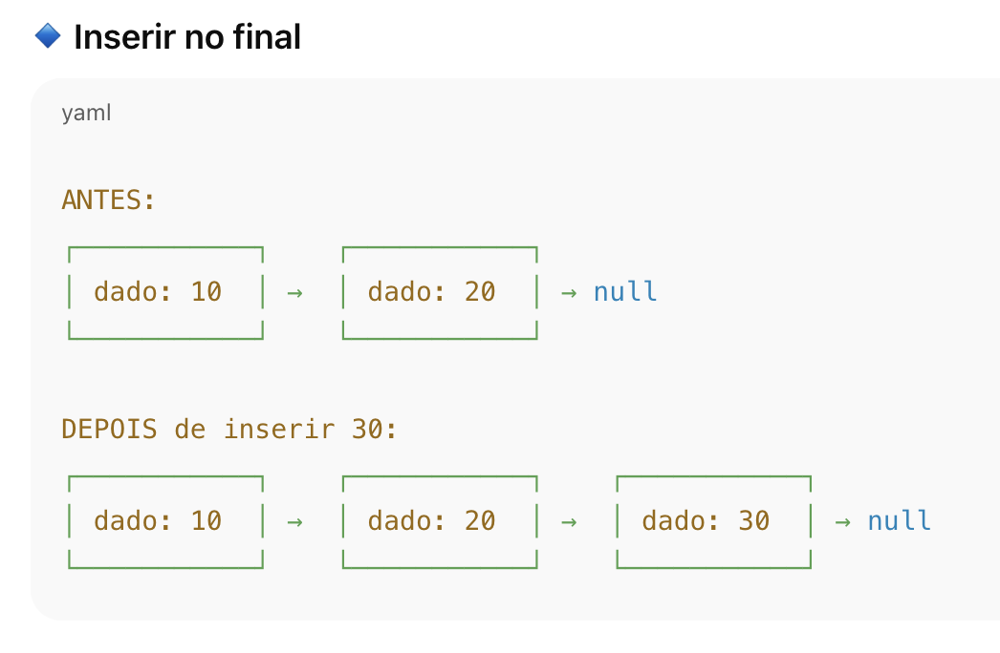 Inserir no final
yaml
ANTES:
dado: 10 → dado: 20 → null
DEPOIS de inserir 30:
dado: 10 → dado: 20 → dado: 30 → null